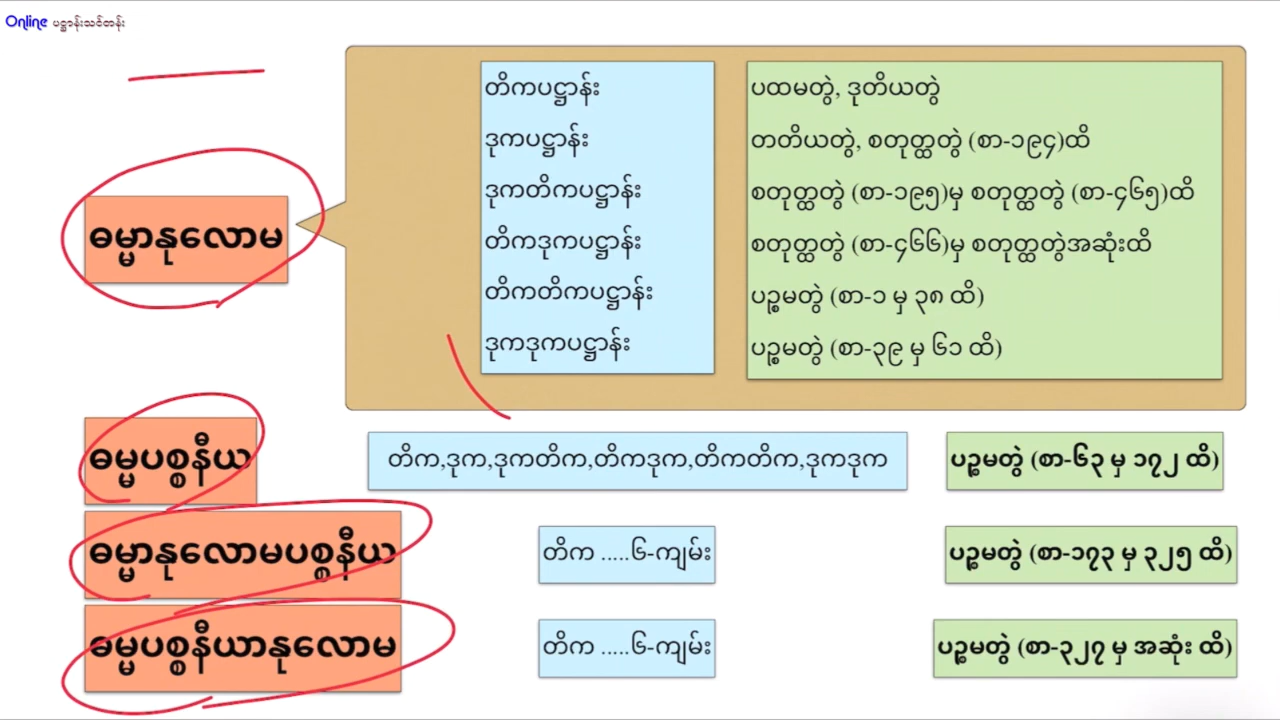 Online ပဋ္ဌာန်းသင်တန်း
ဓမ္မာနုလောမ
တိကပဋ္ဌာန်း
ပထမတွဲ, ဒုတိယတွဲ
ဒုကပဋ္ဌာန်း
တတိယတွဲ, စတုတ္ထတွဲ (စာ-၁၉၄)ထိ
ဒုကတိကပဋ္ဌာန်း
စတုတ္ထတွဲ (စာ-၁၉၅)မှ စတုတ္ထတွဲ (စာ-၄၆၅)ထိ
တိကဒုကပဋ္ဌာန်း
စတုတ္ထတွဲ (စာ-၄၆၆)မှ စတုတ္ထတွဲအဆုံးထိ
တိကတိကပဋ္ဌာန်း
ပဉ္စမတွဲ (စာ-၁ မှ ၃၈ ထိ)
ဒုကဒုကပဋ္ဌာန်း
ပဉ္စမတွဲ (စာ-၃၉ မှ ၆၁ ထိ)
ဓမ္မပစ္စနီယ
တိက,ဒုက,ဒုကတိက,တိကဒုက,တိကတိက,ဒုကဒုက
ပဉ္စမတွဲ (စာ-၆၃ မှ ၁၇၂ ထိ)
ဓမ္မာနုလောမပစ္စနီယ
တိက .....၆-ကျမ်း
ပဉ္စမတွဲ (စာ-၁၇၃ မှ ၃၂၅ ထိ)
ဓမ္မပစ္စနီယာနုလောမ
တိက .....၆-ကျမ်း
ပဉ္စမတွဲ (စာ-၃၂၇ မှ အဆုံး ထိ)